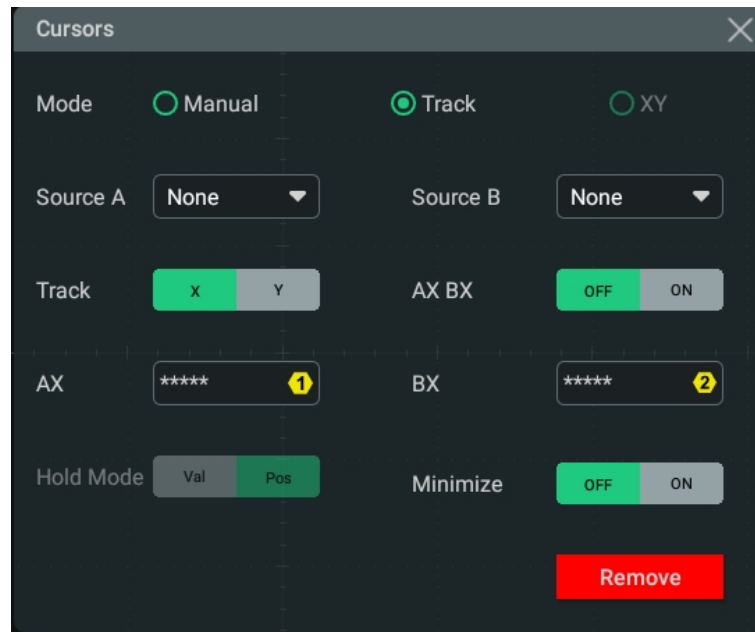 Cursors
Mode Manual Track XY
Source A None Source B None
Track X Y AX BX OFF ON
AX ***** 1 BX ***** 2
Hold Mode Val Pos Minimize OFF ON
Remove